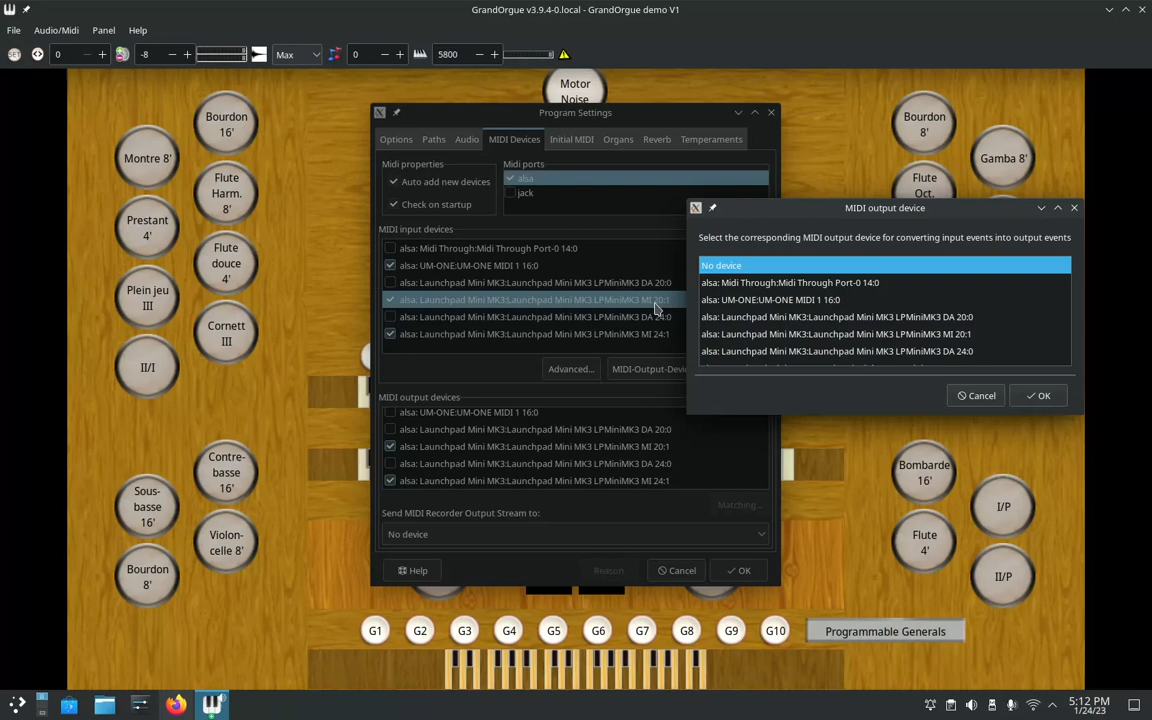 GrandOrgue v3.9.4-0.local - GrandOrgue demo V1
File Audio/Midi Panel Help
SET 0 -8 Max 0 5800
Motor
Noise
Bourdon
16'
Montre 8'
Flute
Harm.
8'
Prestant
4'
Flute
douce
4'
Plein jeu
III
Cornett
III
II/I
Contre-
basse
16'
Sous-
basse
16'
Violon-
celle 8'
Bourdon
8'
Bourdon
8'
Gamba 8'
Flute
Oct.
Bombarde
16'
I/P
Flute
4'
II/P
Program Settings
Options Paths Audio MIDI Devices Initial MIDI Organs Reverb Temperaments
Midi properties
Auto add new devices
Check on startup
Midi ports
alsa
jack
MIDI input devices
alsa: Midi Through:Midi Through Port-0 14:0
alsa: UM-ONE:UM-ONE MIDI 1 16:0
alsa: Launchpad Mini MK3:Launchpad Mini MK3 LPMiniMK3 DA 20:0
alsa: Launchpad Mini MK3:Launchpad Mini MK3 LPMiniMK3 MI 20:1
alsa: Launchpad Mini MK3:Launchpad Mini MK3 LPMiniMK3 DA 24:0
alsa: Launchpad Mini MK3:Launchpad Mini MK3 LPMiniMK3 MI 24:1
Advanced...
MIDI output devices
alsa: UM-ONE:UM-ONE MIDI 1 16:0
alsa: Launchpad Mini MK3:Launchpad Mini MK3 LPMiniMK3 DA 20:0
alsa: Launchpad Mini MK3:Launchpad Mini MK3 LPMiniMK3 MI 20:1
alsa: Launchpad Mini MK3:Launchpad Mini MK3 LPMiniMK3 DA 24:0
alsa: Launchpad Mini MK3:Launchpad Mini MK3 LPMiniMK3 MI 24:1
Matching...
Send MIDI Recorder Output Stream to:
No device
Help Reason Cancel OK
MIDI output device
Select the corresponding MIDI output device for converting input events into output events
No device
alsa: Midi Through:Midi Through Port-0 14:0
alsa: UM-ONE:UM-ONE MIDI 1 16:0
alsa: Launchpad Mini MK3:Launchpad Mini MK3 LPMiniMK3 DA 20:0
alsa: Launchpad Mini MK3:Launchpad Mini MK3 LPMiniMK3 MI 20:1
alsa: Launchpad Mini MK3:Launchpad Mini MK3 LPMiniMK3 DA 24:0
Cancel OK
G1 G2 G3 G4 G5 G6 G7 G8 G9 G10 Programmable Generals
5:12 PM
1/24/23